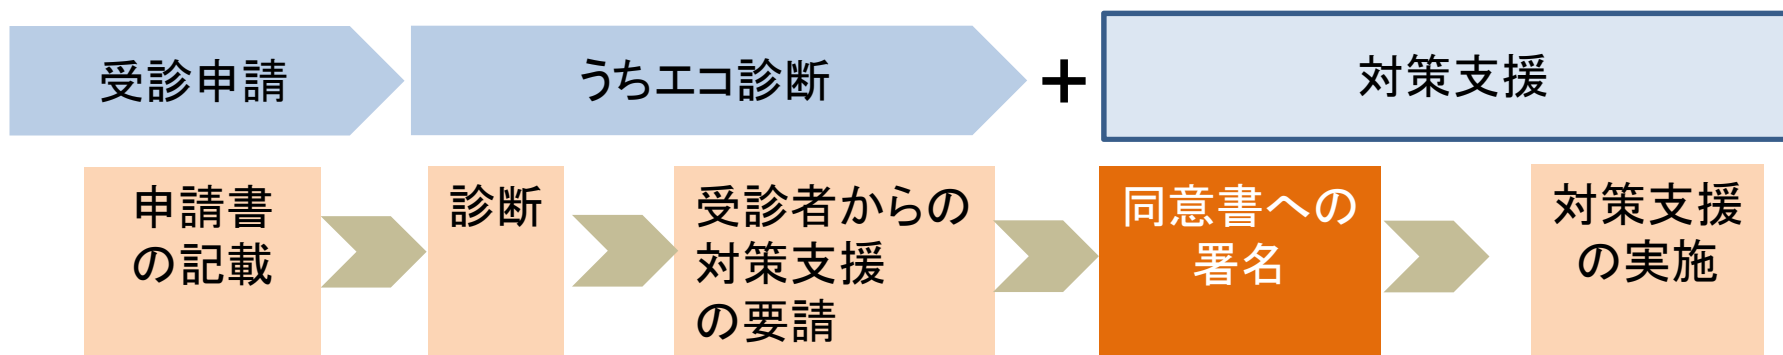 受診申請
うちエコ診断
+
対策支援
申請書
の記載
診断
受診者からの
対策支援
の要請
同意書への
署名
対策支援
の実施